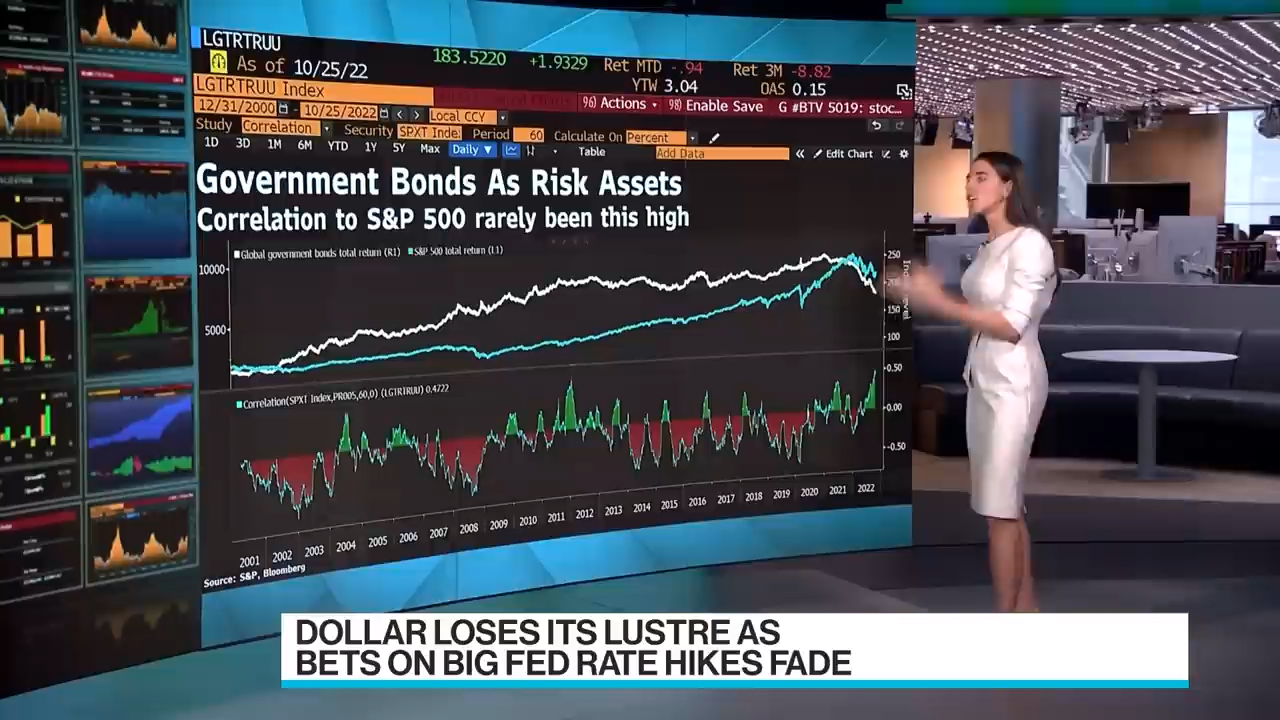 LGTRTRUU
As of 10/25/22
183.5220 +1.9329 Ret MTD -.94 Ret 3M -8.82
YTW 3.04 OAS 0.15
LGTRTRUU Index
96) Actions 98) Enable Save G #BTV 5019: stoc...
12/31/2000 - 10/25/2022 Local CCY
Study Correlation Security SPXT Inde: Period 60 Calculate On Percent
1D 3D 1M 6M YTD 1Y 5Y Max Daily ▼ Table Add Data « Edit Chart
Government Bonds As Risk Assets
Correlation to S&P 500 rarely been this high
Global government bonds total return (R1) S&P 500 total return (L1)
10000
5000
250
150
100
Correlation(SPXT Index,PR005,60,0) (LGTRTRUU) 0.4722
0.50
0.00
-0.50
2001 2002 2003 2004 2005 2006 2007 2008 2009 2010 2011 2012 2013 2014 2015 2016 2017 2018 2019 2020 2021 2022
Source: S&P, Bloomberg
DOLLAR LOSES ITS LUSTRE AS
BETS ON BIG FED RATE HIKES FADE